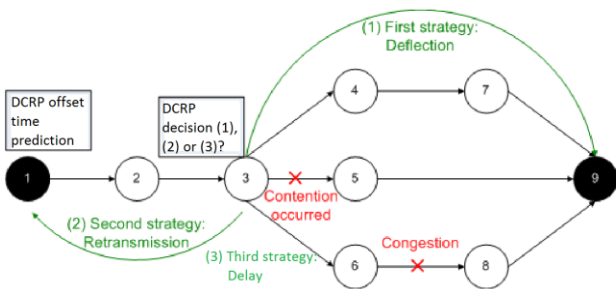 (1) First strategy:
Deflection
DCRP offset
time
prediction
DCRP
decision (1),
(2) or (3)?
4
7
1
2
3
5
9
Contention
occurred
(2) Second strategy:
Retransmission
(3) Third strategy:
Delay
Congestion
6
8